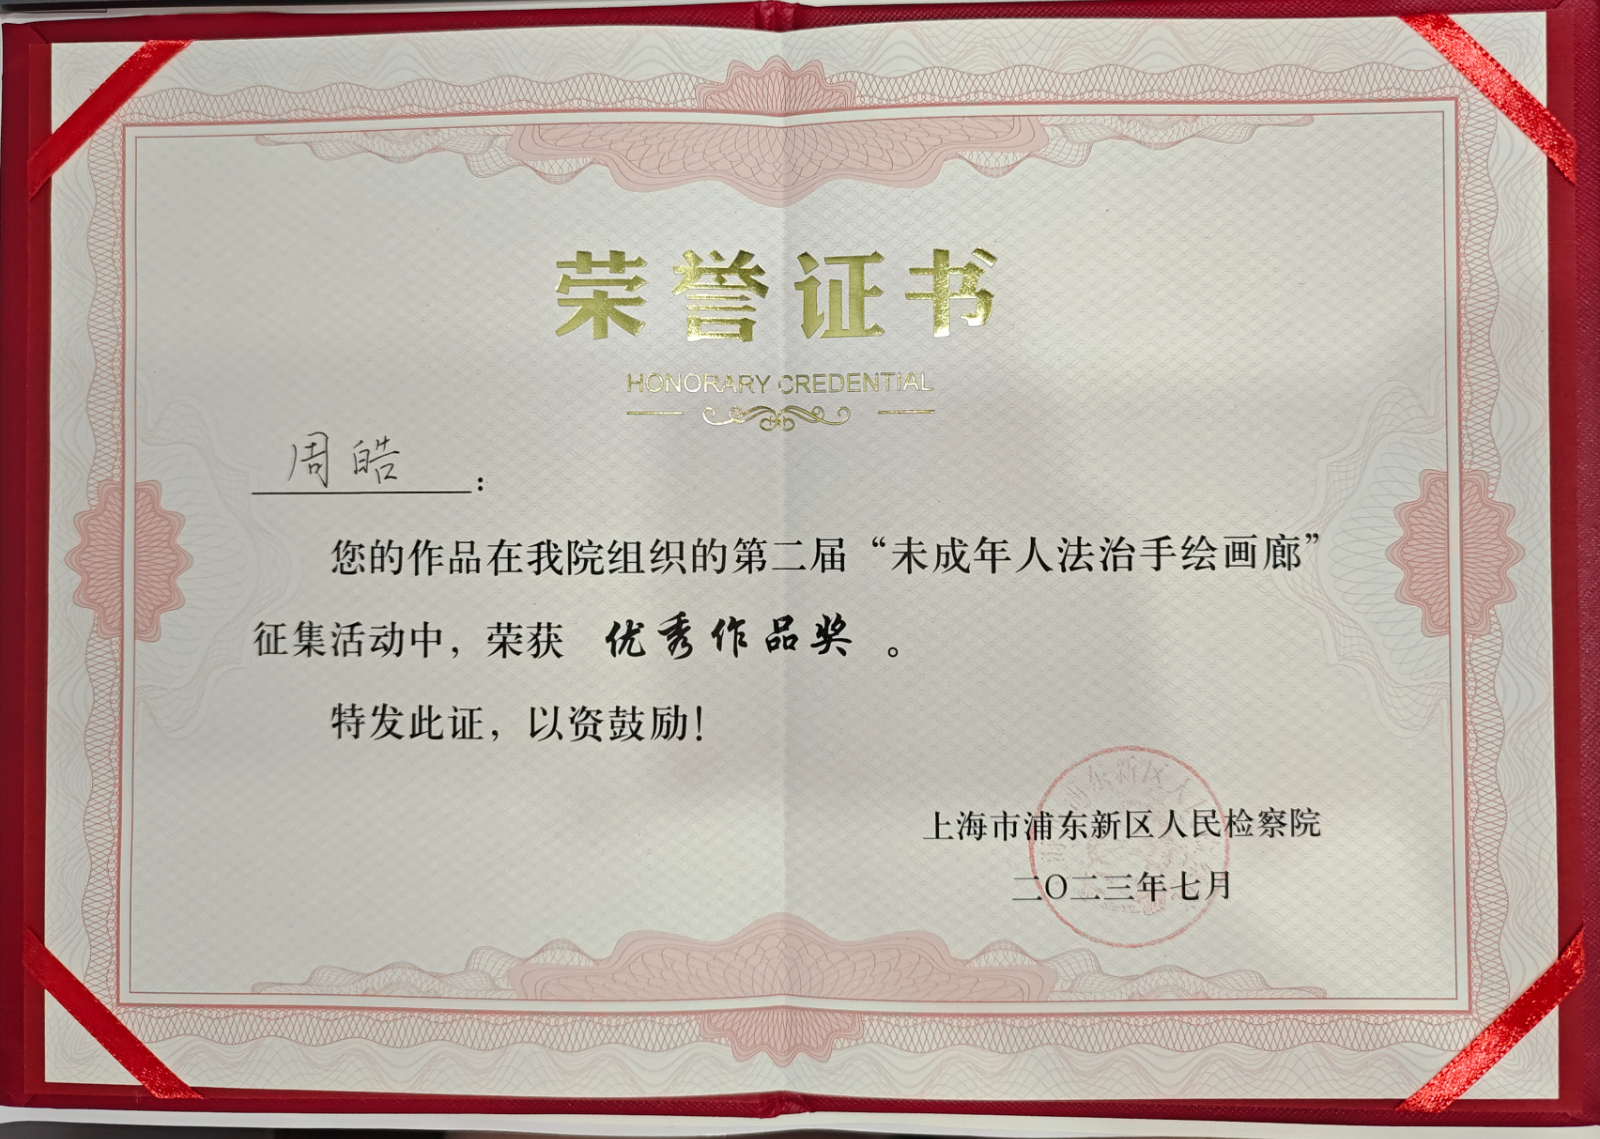 荣誉证书
HONORARY CREDENTIAL
周皓：
您的作品在我院组织的第二届“未成年人法治手绘画廊”
征集活动中，荣获 优秀作品奖 。
特发此证，以资鼓励！
上海市浦东新区人民检察院
二〇二三年七月